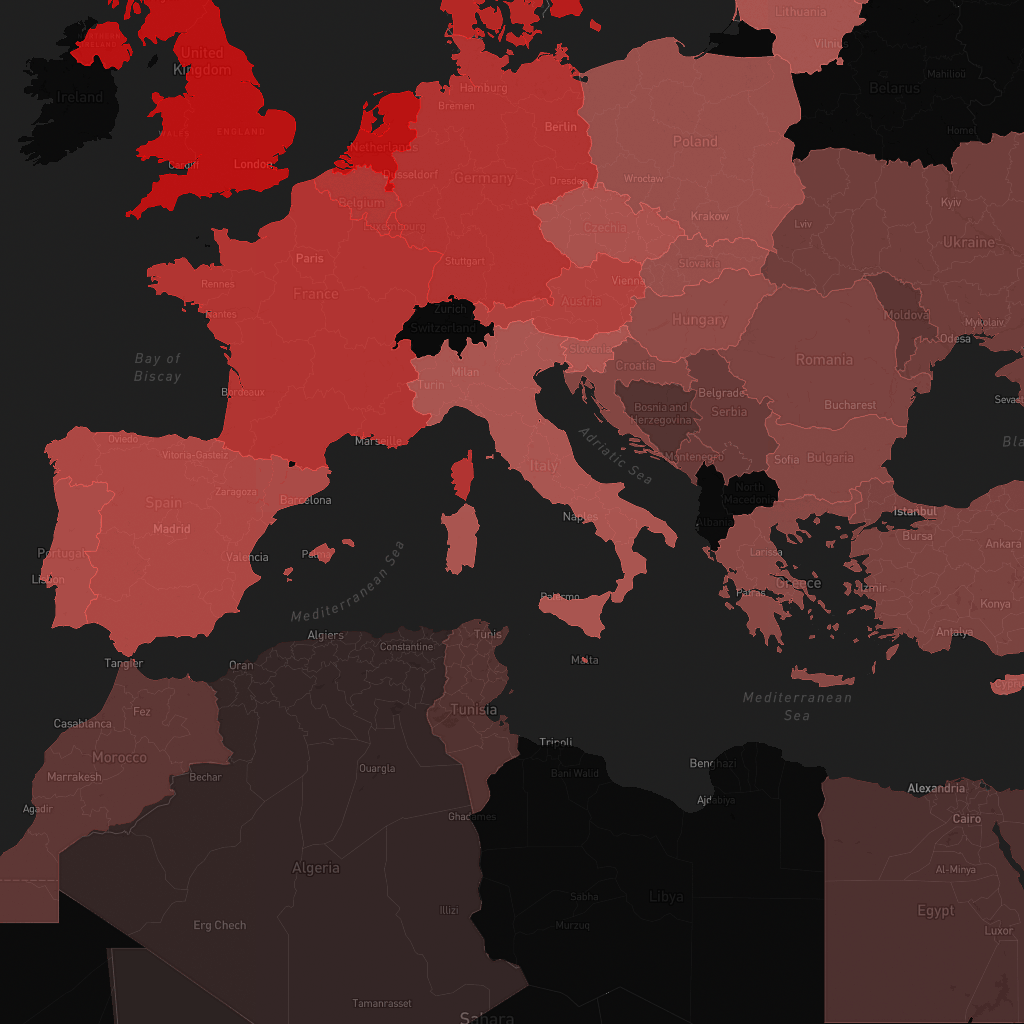 Lithuania
Vilnius
United
Kingdom
Ireland
Belarus
Mahilioŭ
Homel
Hamburg
Bremen
Berlin
WALES
ENGLAND
Netherlands
Poland
Cardiff
London
Düsseldorf
Germany
Dresden
Wrocław
Belgium
Luxembourg
Czechia
Krakow
Lviv
Kyiv
Ukraine
Paris
Stuttgart
Slovakia
Rennes
France
Vienna
Austria
Nantes
Zurich
Switzerland
Hungary
Moldova
Mykolaiv
Odesa
Bay of
Biscay
Slovenia
Romania
Milan
Turin
Croatia
Bordeaux
Belgrade
Serbia
Bosnia and
Herzegovina
Bucharest
Sevas
Marseille
Oviedo
Vitoria-Gasteiz
Adriatic Sea
Montenegro
Sofia
Bulgaria
Bla
Italy
Zaragoza
Spain
Barcelona
North
Macedonia
Madrid
Naples
Albania
Istanbul
Bursa
Ankara
Portugal
Valencia
Palma
Larissa
Greece
Lisbon
Mediterranean Sea
Palermo
Patras
Izmir
Konya
Algiers
Tunis
Antalya
Constantine
Tangier
Oran
Malta
Cyprus
Mediterranean
Sea
Fez
Casablanca
Tunisia
Morocco
Tripoli
Marrakesh
Bechar
Ouargla
Bani Walid
Benghazi
Agadir
Ghadames
Ajdabiya
Alexandria
Cairo
Algeria
Al-Minya
Illizi
Sabha
Libya
Erg Chech
Murzuq
Egypt
Luxor
Tamanrasset
Sahara